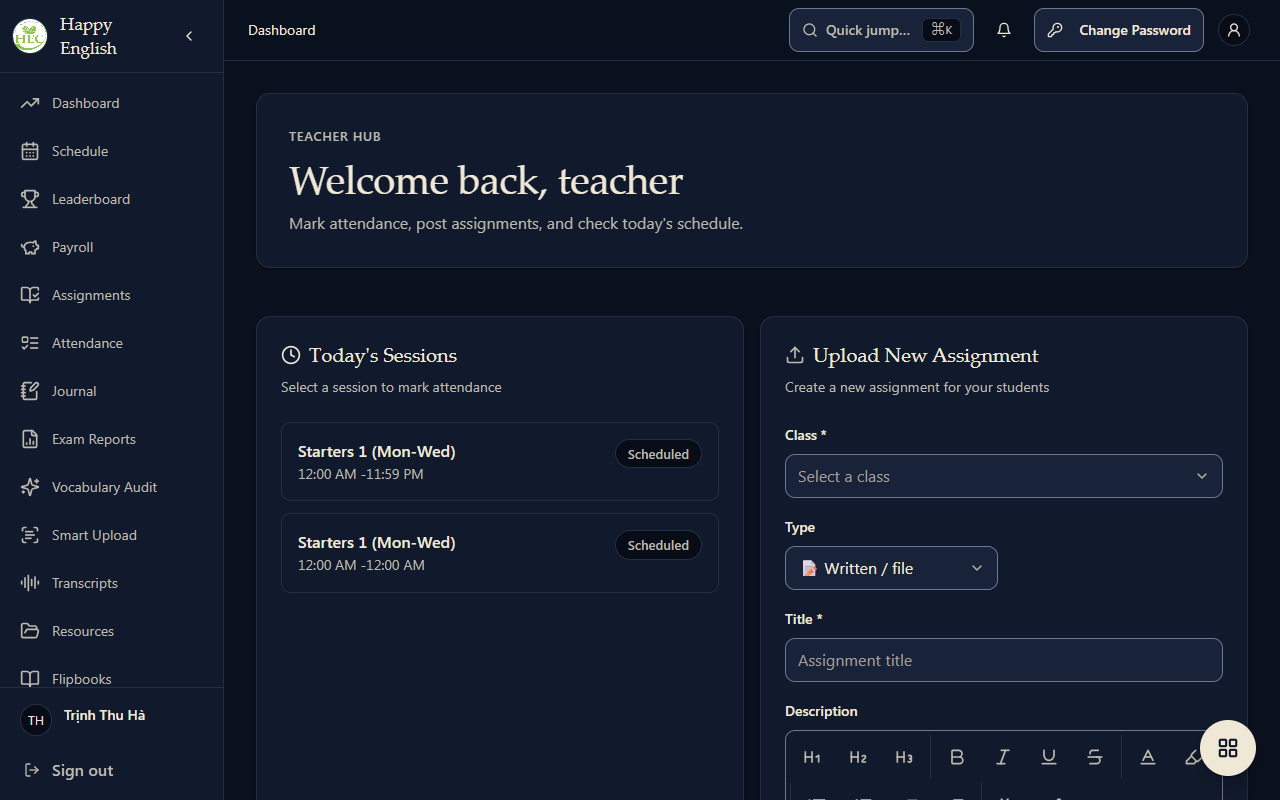 HEC
Happy
English
Dashboard
Schedule
Leaderboard
Payroll
Assignments
Attendance
Journal
Exam Reports
Vocabulary Audit
Smart Upload
Transcripts
Resources
Flipbooks
TH
Trịnh Thu Hà
Sign out
Dashboard
Quick jump...
⌘K
Change Password
TEACHER HUB
Welcome back, teacher
Mark attendance, post assignments, and check today's schedule.
Today's Sessions
Select a session to mark attendance
Starters 1 (Mon-Wed)
Scheduled
12:00 AM -11:59 PM
Starters 1 (Mon-Wed)
Scheduled
12:00 AM -12:00 AM
Upload New Assignment
Create a new assignment for your students
Class *
Select a class
Type
📝 Written / file
Title *
Assignment title
Description
H1 H2 H3 B I U S A